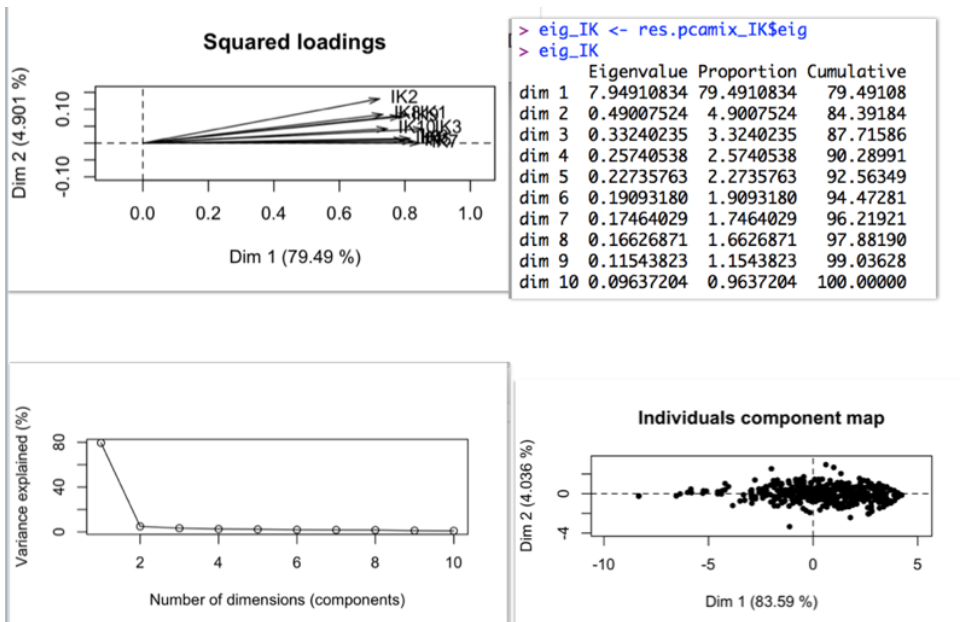 Squared loadings
Dim 2 (4.901 %)
0.10
-0.10
IK2
IK3
0.0 0.2 0.4 0.6 0.8 1.0
Dim 1 (79.49 %)
> eig_IK <- res.pcamix_IK$eig
> eig_IK
Eigenvalue Proportion Cumulative
dim 1 7.94910834 79.4910834 79.49108
dim 2 0.49007524 4.9007524 84.39184
dim 3 0.33240235 3.3240235 87.71586
dim 4 0.25740538 2.5740538 90.28991
dim 5 0.22735763 2.2735763 92.56349
dim 6 0.19093180 1.9093180 94.47281
dim 7 0.17464029 1.7464029 96.21921
dim 8 0.16626871 1.6626871 97.88190
dim 9 0.11543823 1.1543823 99.03628
dim 10 0.09637204 0.9637204 100.00000
Variance explained (%)
80
40
0
2 4 6 8 10
Number of dimensions (components)
Individuals component map
Dim 2 (4.036 %)
0
-4
-10 -5 0 5
Dim 1 (83.59 %)